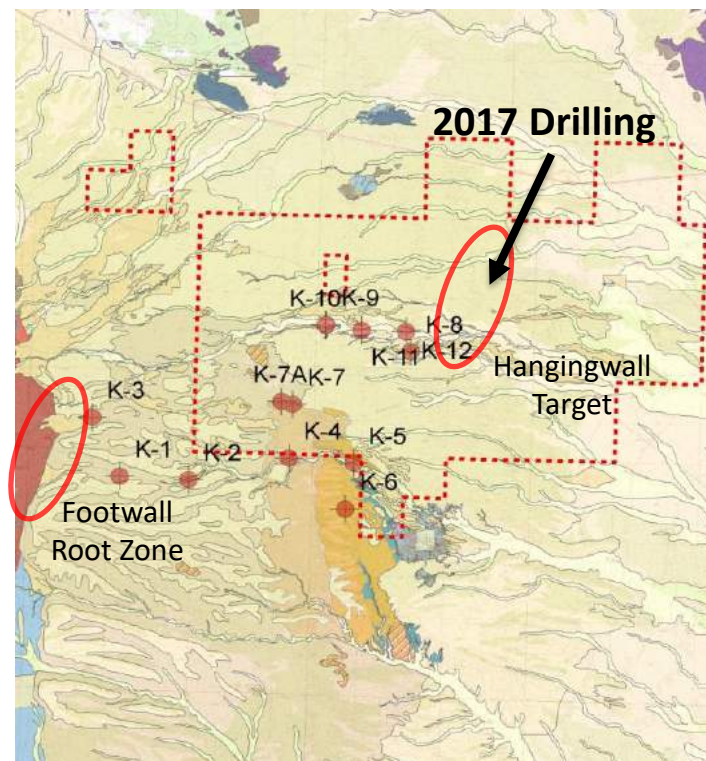 2017 Drilling
K-10
K-9
K-8
K-11
K-12
Hangingwall
Target
K-7A
K-7
K-3
K-4
K-5
K-1
K-2
K-6
Footwall
Root Zone